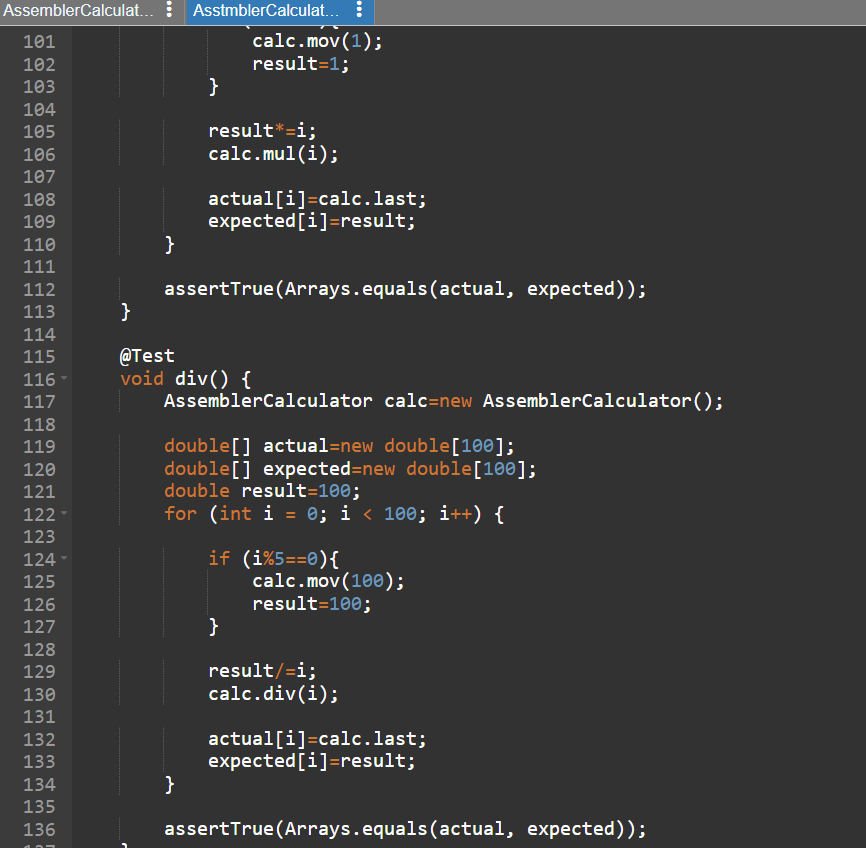 AssemblerCalculat... AsstmblerCalculat...
101 calc.mov(1);
102 result=1;
103 }
104
105 result*=i;
106 calc.mul(i);
107
108 actual[i]=calc.last;
109 expected[i]=result;
110 }
111
112 assertTrue(Arrays.equals(actual, expected));
113 }
114
115 @Test
116 void div() {
117 AssemblerCalculator calc=new AssemblerCalculator();
118
119 double[] actual=new double[100];
120 double[] expected=new double[100];
121 double result=100;
122 for (int i = 0; i < 100; i++) {
123
124 if (i%5==0){
125 calc.mov(100);
126 result=100;
127 }
128
129 result/=i;
130 calc.div(i);
131
132 actual[i]=calc.last;
133 expected[i]=result;
134 }
135
136 assertTrue(Arrays.equals(actual, expected));